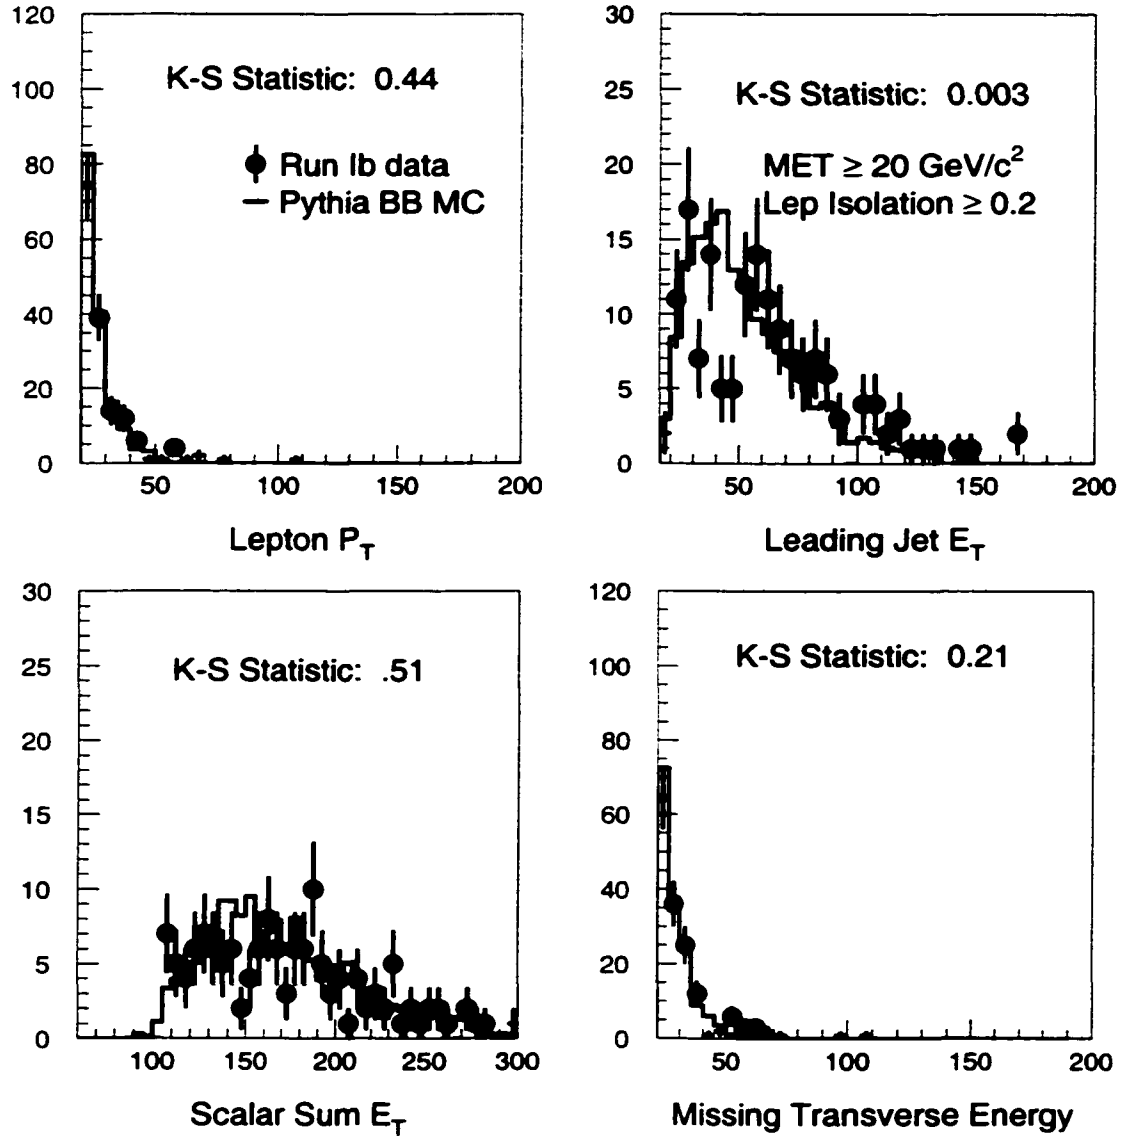 120
100
80
60
40
20
0
K-S Statistic: 0.44
Run Ib data
Pythia BB MC
50 100 150 200
Lepton P_T
30
25
20
15
10
5
0
K-S Statistic: 0.003
MET ≥ 20 GeV/c²
Lep Isolation ≥ 0.2
50 100 150 200
Leading Jet E_T
30
25
20
15
10
5
0
K-S Statistic: .51
100 150 200 250 300
Scalar Sum E_T
120
100
80
60
40
20
0
K-S Statistic: 0.21
50 100 150 200
Missing Transverse Energy